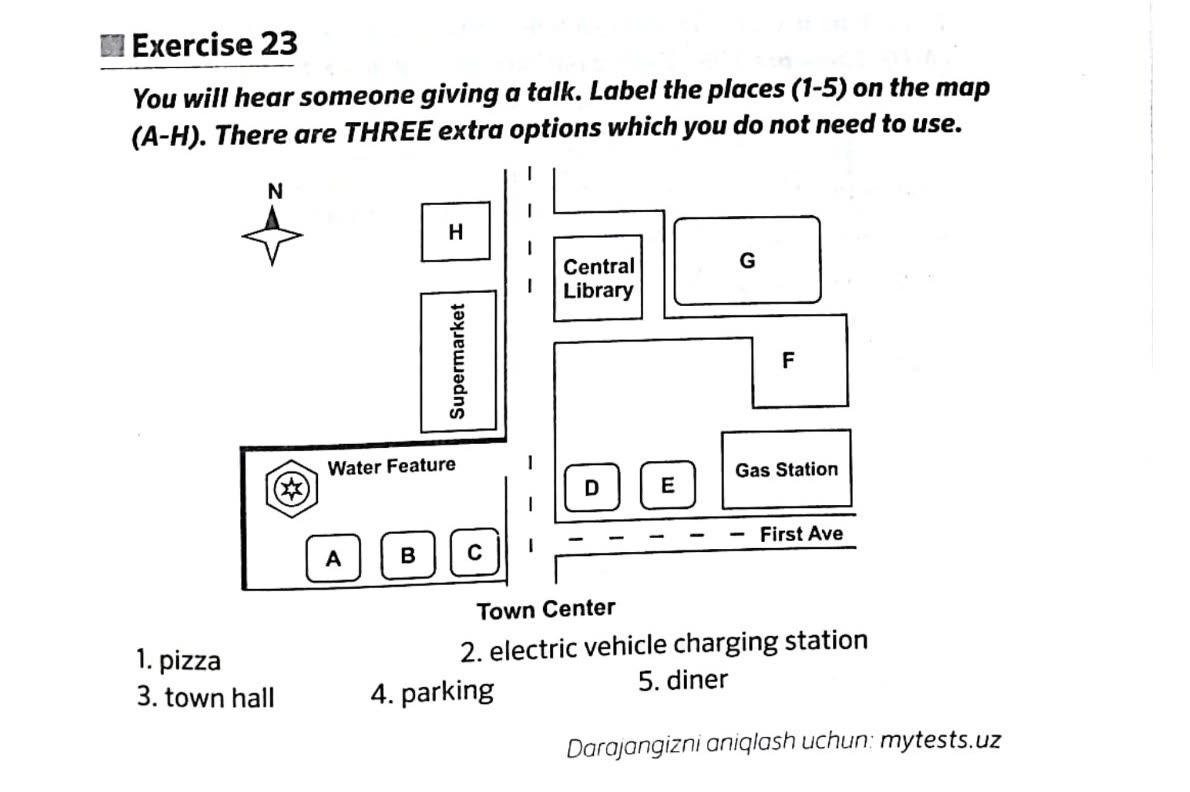 Exercise 23
You will hear someone giving a talk. Label the places (1-5) on the map
(A-H). There are THREE extra options which you do not need to use.
N
H
Central
Library
G
Supermarket
F
Water Feature
D
E
Gas Station
A
B
C
First Ave
Town Center
1. pizza
2. electric vehicle charging station
3. town hall
4. parking
5. diner
Darajangizni aniqlash uchun: mytests.uz